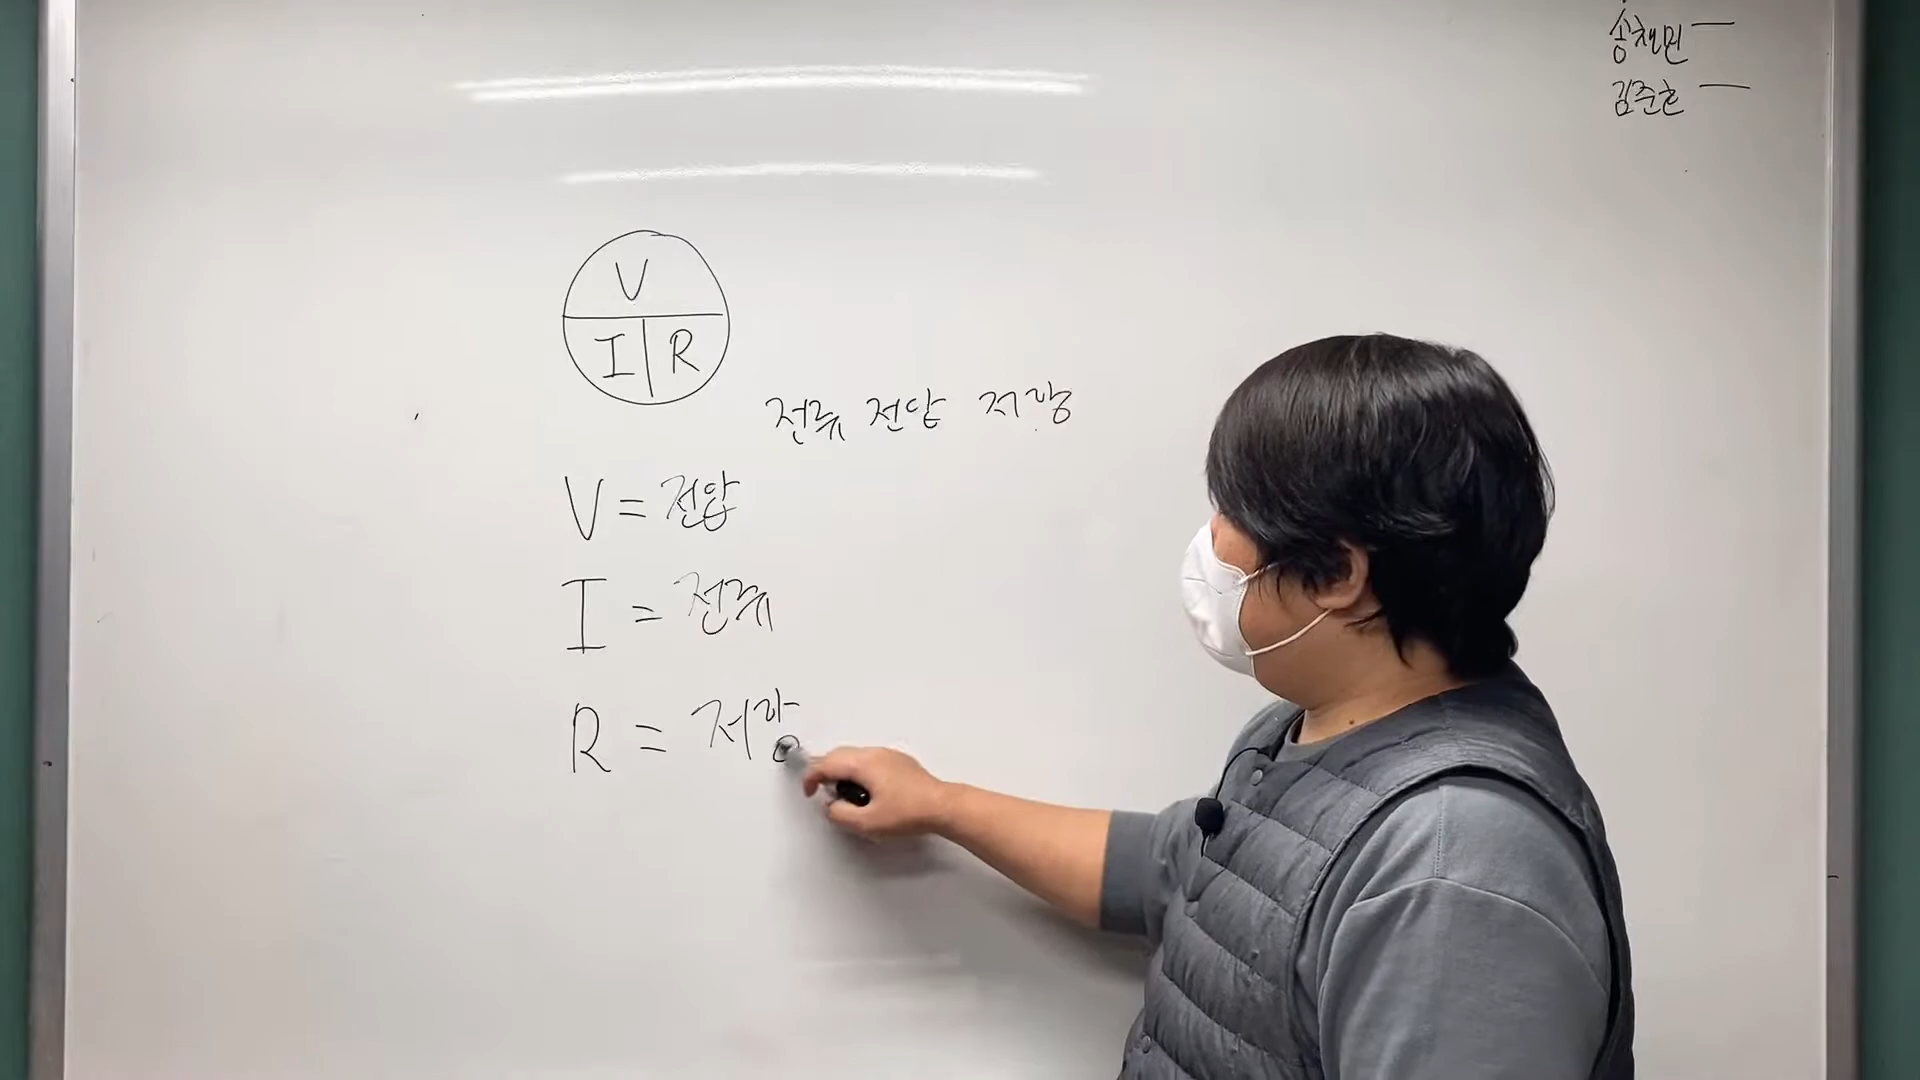 송채민 —
김준호 —
V
I R
전류 전압 저항
V = 전압
I = 전류
R = 저항